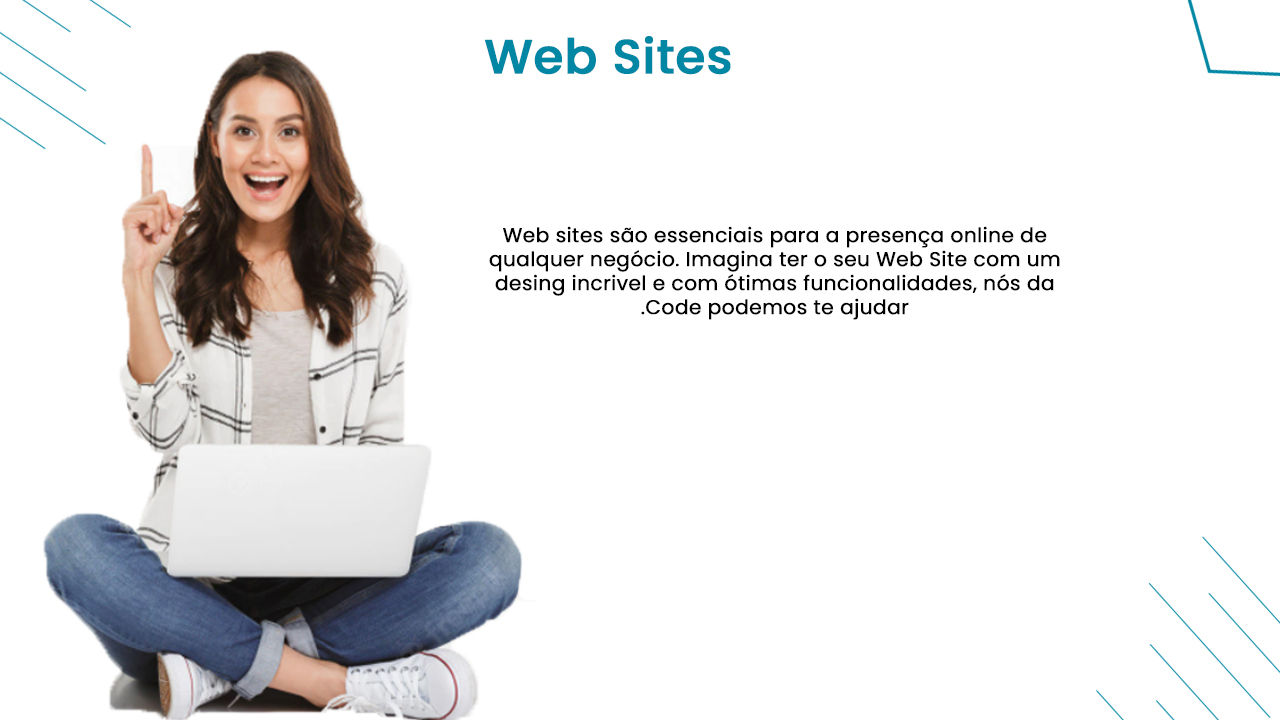 Web Sites
Web sites são essenciais para a presença online de
qualquer negócio. Imagina ter o seu Web Site com um
desing incrivel e com ótimas funcionalidades, nós da
.Code podemos te ajudar